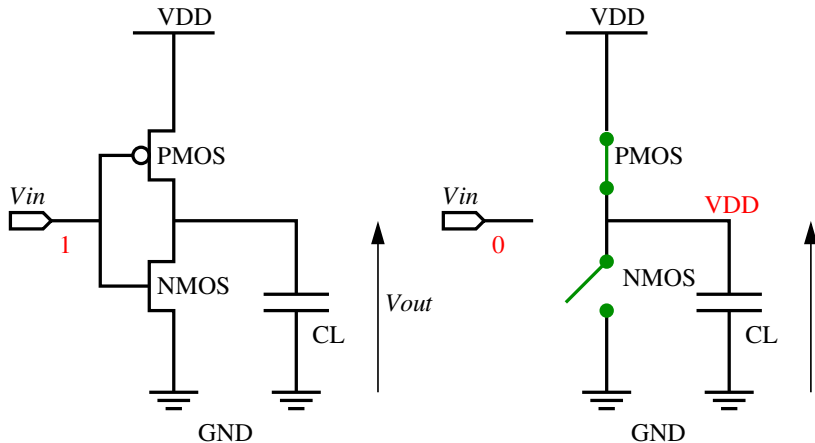 VDD
PMOS
Vin
1
NMOS
Vout
CL
GND
VDD
PMOS
Vin
VDD
0
NMOS
CL
GND